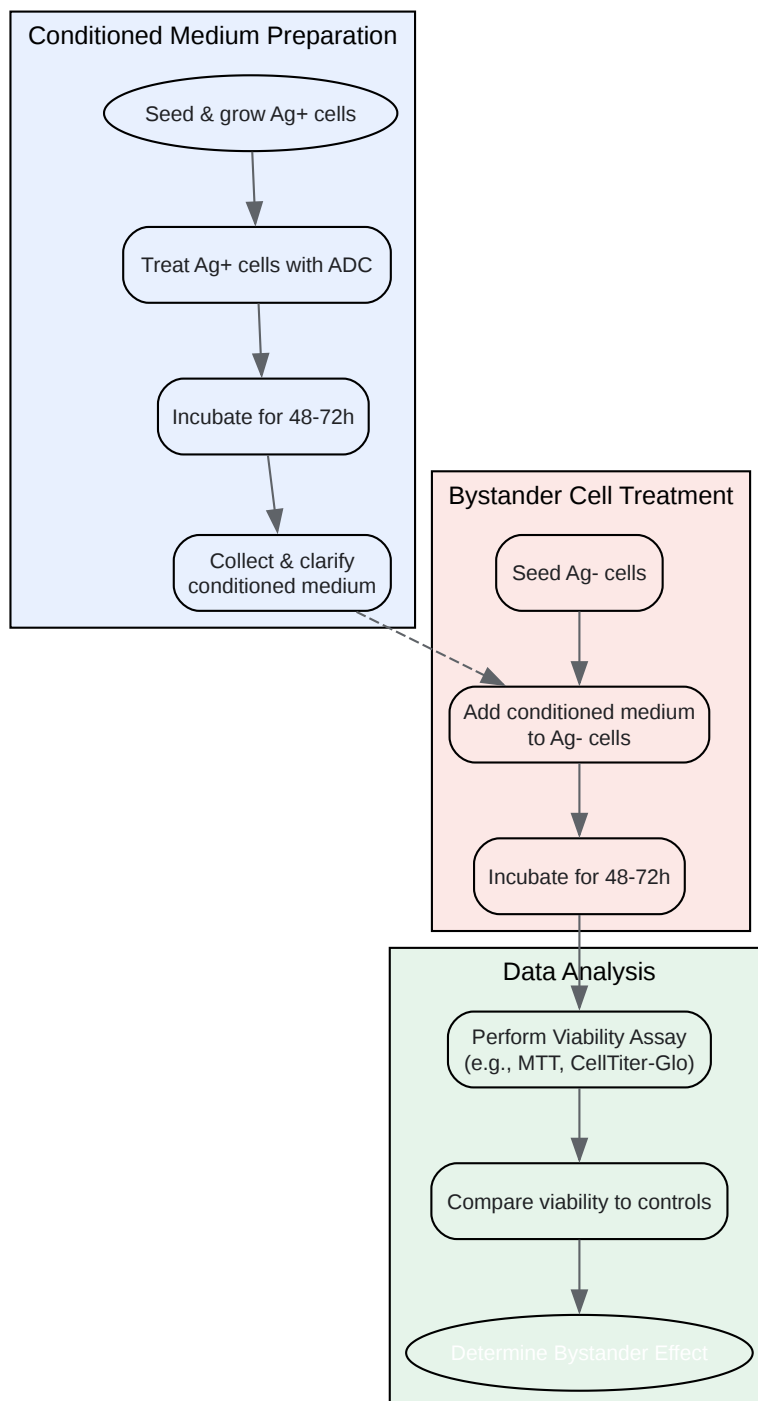 Conditioned Medium Preparation
Seed & grow Ag+ cells
Treat Ag+ cells with ADC
Incubate for 48-72h
Collect & clarify
conditioned medium
Bystander Cell Treatment
Seed Ag- cells
Add conditioned medium
to Ag- cells
Incubate for 48-72h
Data Analysis
Perform Viability Assay
(e.g., MTT, CellTiter-Glo)
Compare viability to controls
Determine Bystander Effect